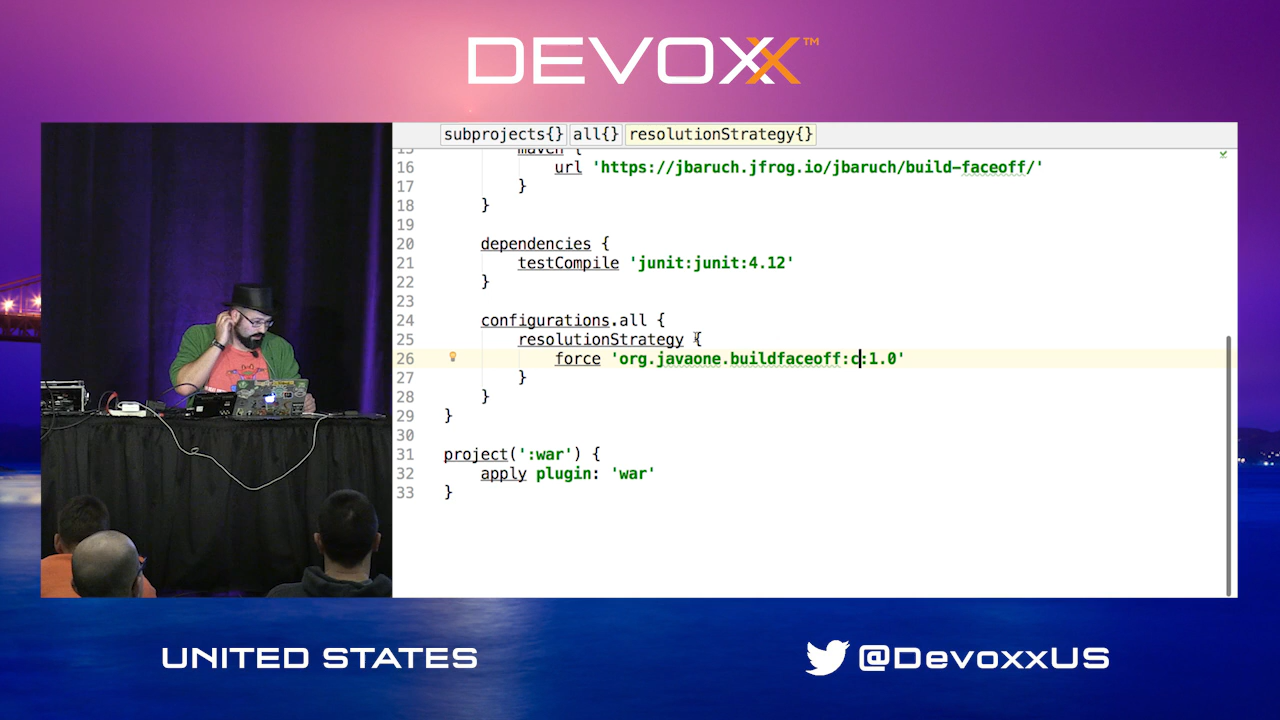 DEVOXX™
subprojects{} all{} resolutionStrategy{}
15 maven {
16 url 'https://jbaruch.jfrog.io/jbaruch/build-faceoff/'
17 }
18 }
19
20 dependencies {
21 testCompile 'junit:junit:4.12'
22 }
23
24 configurations.all {
25 resolutionStrategy {
26 force 'org.javaone.buildfaceoff:c:1.0'
27 }
28 }
29 }
30
31 project(':war') {
32 apply plugin: 'war'
33 }
UNITED STATES
@DevoxxUS